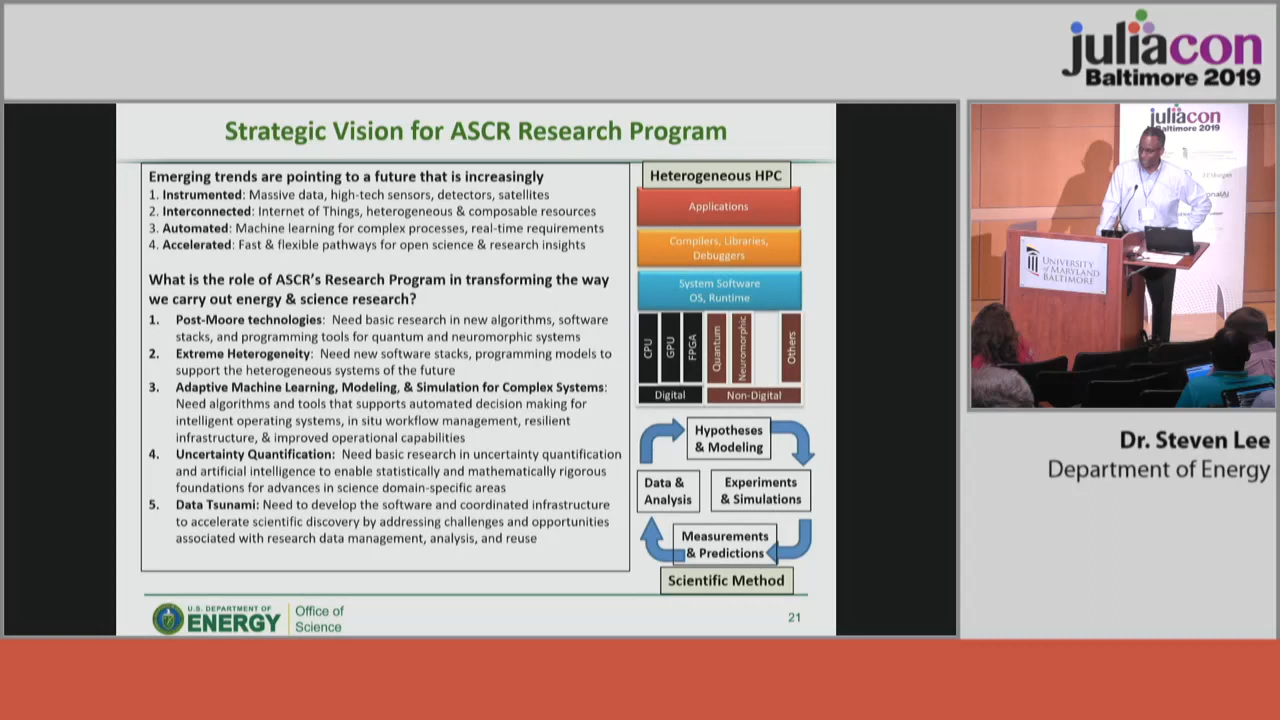 juliacon
Baltimore 2019
Strategic Vision for ASCR Research Program
Emerging trends are pointing to a future that is increasingly
1. Instrumented: Massive data, high-tech sensors, detectors, satellites
2. Interconnected: Internet of Things, heterogeneous & composable resources
3. Automated: Machine learning for complex processes, real-time requirements
4. Accelerated: Fast & flexible pathways for open science & research insights
What is the role of ASCR's Research Program in transforming the way
we carry out energy & science research?
1. Post-Moore technologies: Need basic research in new algorithms, software
stacks, and programming tools for quantum and neuromorphic systems
2. Extreme Heterogeneity: Need new software stacks, programming models to
support the heterogeneous systems of the future
3. Adaptive Machine Learning, Modeling, & Simulation for Complex Systems:
Need algorithms and tools that supports automated decision making for
intelligent operating systems, in situ workflow management, resilient
infrastructure, & improved operational capabilities
4. Uncertainty Quantification: Need basic research in uncertainty quantification
and artificial intelligence to enable statistically and mathematically rigorous
foundations for advances in science domain-specific areas
5. Data Tsunami: Need to develop the software and coordinated infrastructure
to accelerate scientific discovery by addressing challenges and opportunities
associated with research data management, analysis, and reuse
Heterogeneous HPC
Applications
Compilers, Libraries,
Debuggers
System Software
OS, Runtime
CPU
GPU
FPGA
Quantum
Neuromorphic
Others
Digital
Non-Digital
Hypotheses
& Modeling
Data &
Analysis
Experiments
& Simulations
Measurements
& Predictions
Scientific Method
U.S. DEPARTMENT OF
ENERGY
Office of
Science
21
juliacon
Baltimore 2019
UNIVERSITY
OF MARYLAND
BALTIMORE
Dr. Steven Lee
Department of Energy